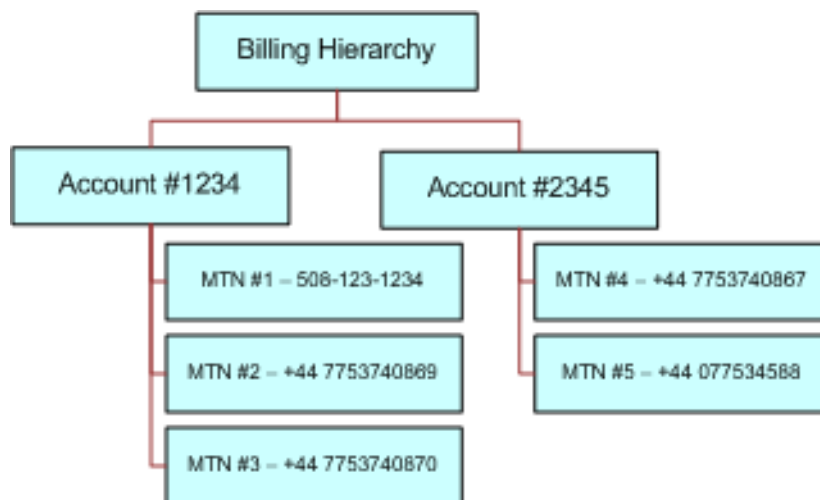 Billing Hierarchy
Account #1234
Account #2345
MTN #1 – 508-123-1234
MTN #4 – +44 7753740867
MTN #2 – +44 7753740869
MTN #5 – +44 077534588
MTN #3 – +44 7753740870